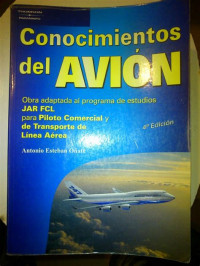 Conocimientos
del AVIÓN
Obra adaptada al programa de estudios
JAR FCL
para Piloto Comercial y
de Transporte de
Línea Aérea
4ª Edición
Antonio Esteban Oñate